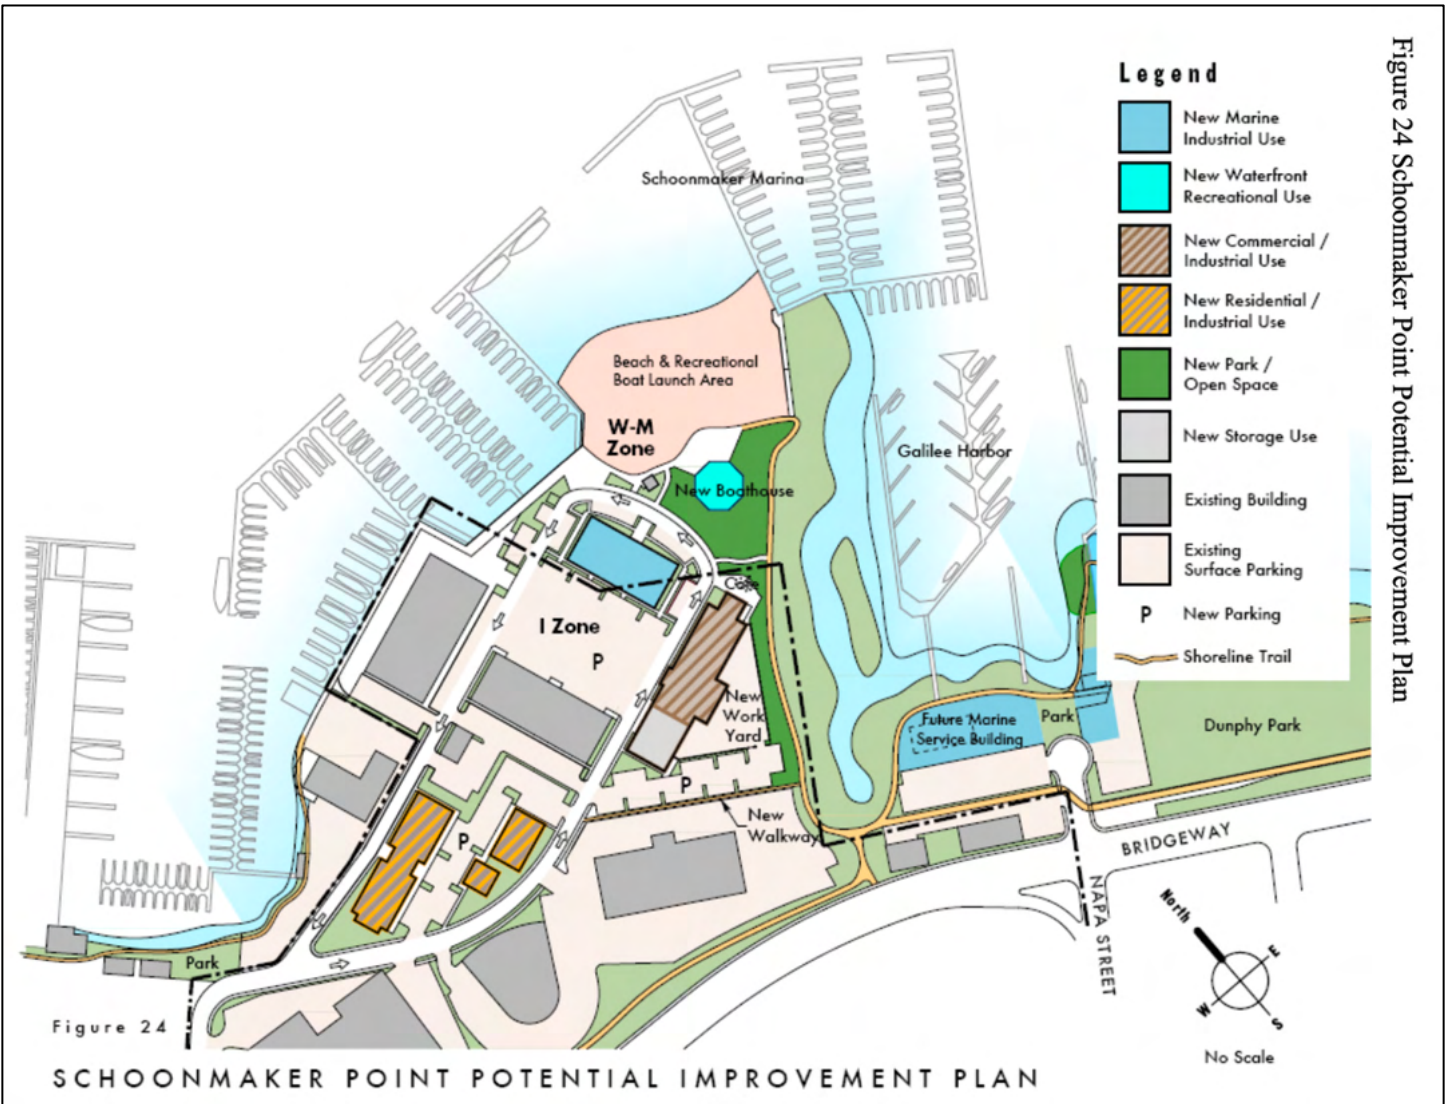 Figure 24 Schoonmaker Point Potential Improvement Plan
Legend
New Marine
Industrial Use
New Waterfront
Recreational Use
New Commercial /
Industrial Use
New Residential /
Industrial Use
New Park /
Open Space
New Storage Use
Existing Building
Existing
Surface Parking
P New Parking
Shoreline Trail
Schoonmaker Marina
Beach & Recreational
Boat Launch Area
W-M
Zone
Galilee Harbor
New Boathouse
Cafe
I Zone
P
New
Work
Yard
Future Marine
Service Building
Park
Dunphy Park
P
New
Walkway
P
BRIDGEWAY
NAPA STREET
North
E
W
S
No Scale
Park
Figure 24
SCHOONMAKER POINT POTENTIAL IMPROVEMENT PLAN